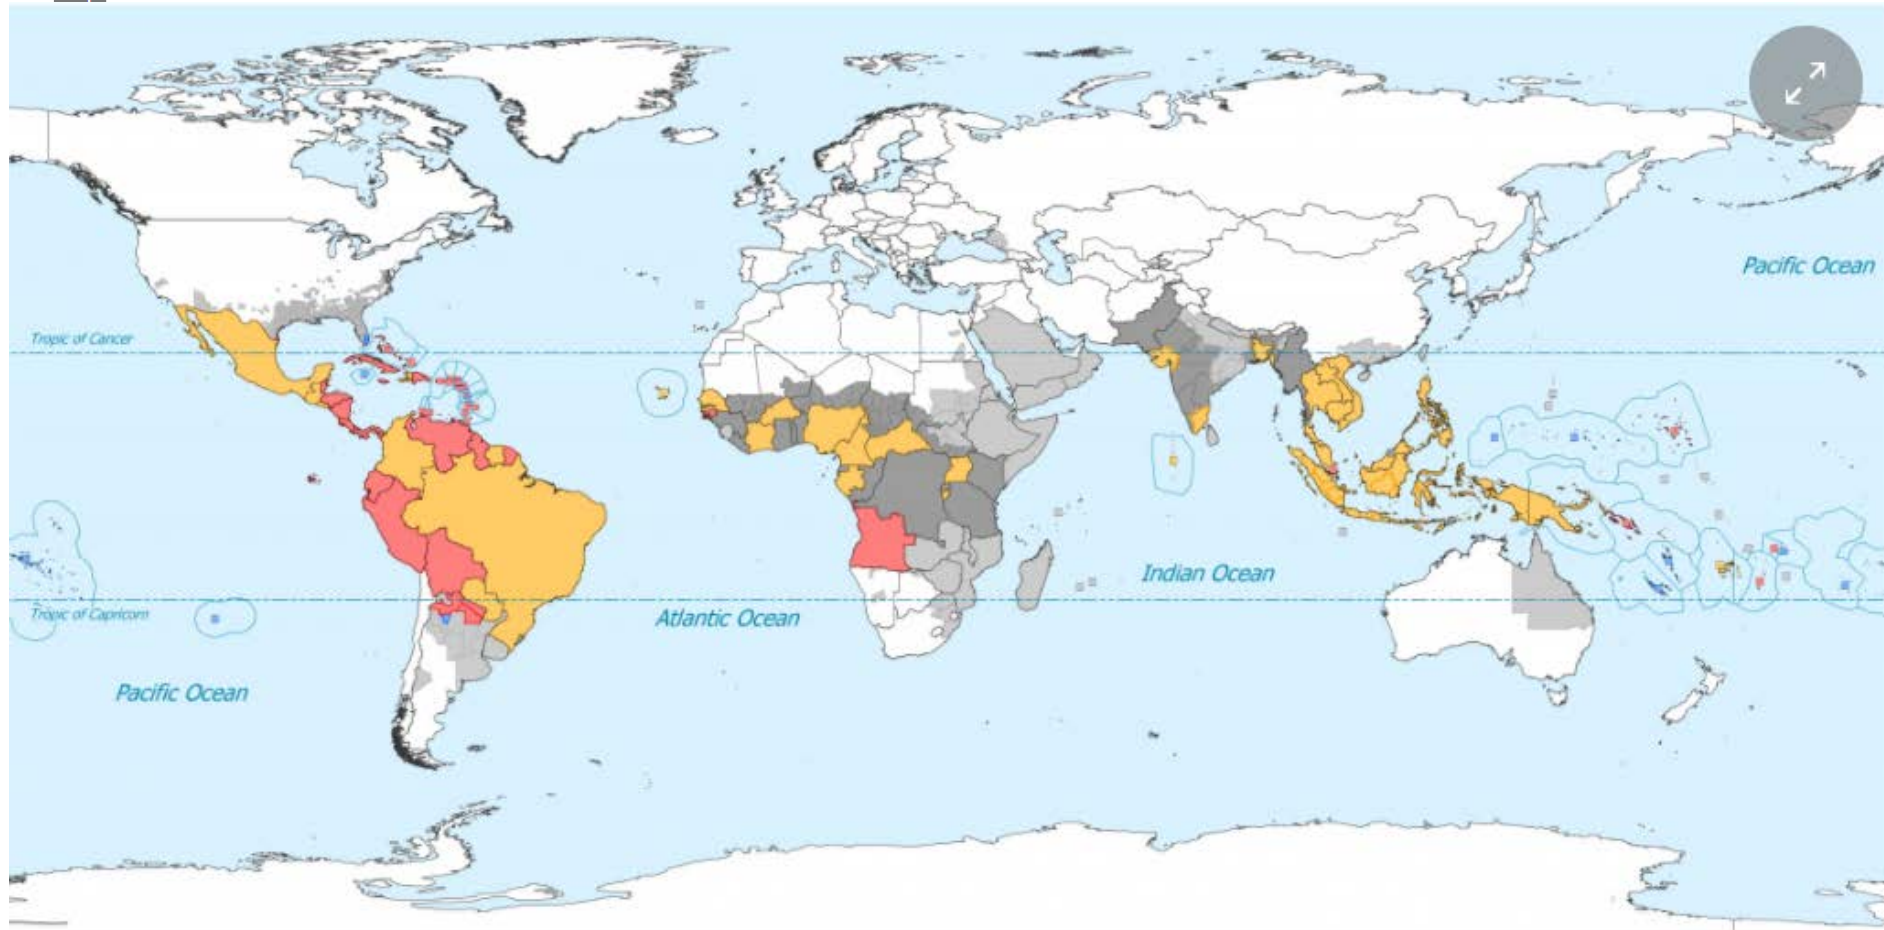 Pacific Ocean
Tropic of Cancer
Indian Ocean
Tropic of Capricorn
Atlantic Ocean
Pacific Ocean